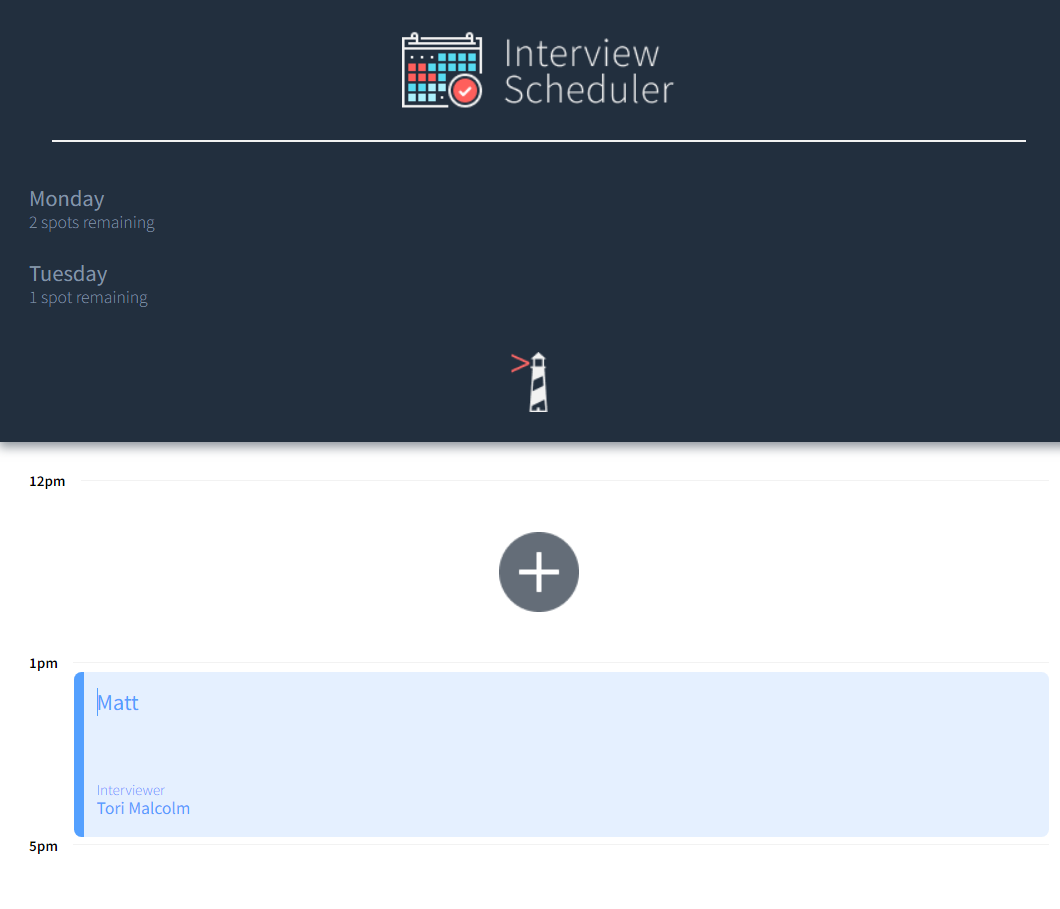 Interview
Scheduler
Monday
2 spots remaining
Tuesday
1 spot remaining
12pm
1pm
Matt
Interviewer
Tori Malcolm
5pm